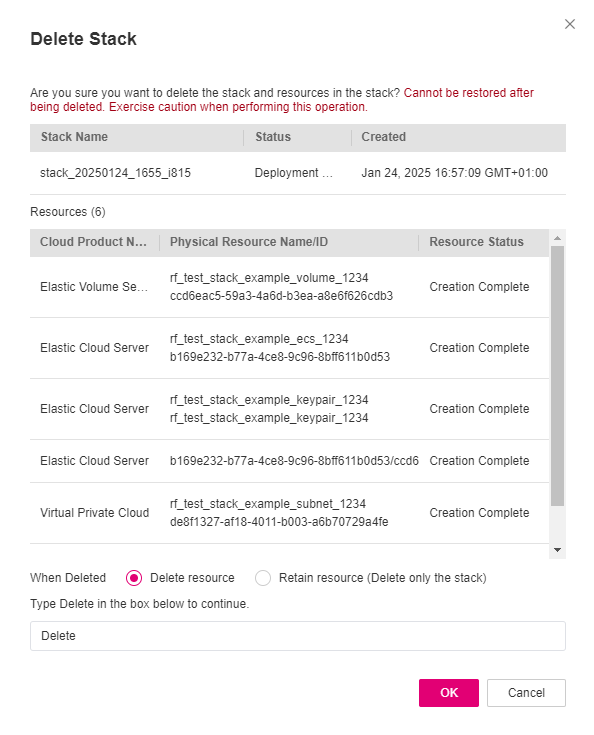 Delete Stack
Are you sure you want to delete the stack and resources in the stack? Cannot be restored after
being deleted. Exercise caution when performing this operation.
Stack Name Status Created
stack_20250124_1655_i815 Deployment ... Jan 24, 2025 16:57:09 GMT+01:00
Resources (6)
Cloud Product N... Physical Resource Name/ID Resource Status
rf_test_stack_example_volume_1234
Elastic Volume Se... Creation Complete
ccd6eac5-59a3-4a6d-b3ea-a8e6f626cdb3
rf_test_stack_example_ecs_1234
Elastic Cloud Server Creation Complete
b169e232-b77a-4ce8-9c96-8bff611b0d53
rf_test_stack_example_keypair_1234
Elastic Cloud Server Creation Complete
rf_test_stack_example_keypair_1234
Elastic Cloud Server b169e232-b77a-4ce8-9c96-8bff611b0d53/ccd6 Creation Complete
rf_test_stack_example_subnet_1234
Virtual Private Cloud Creation Complete
de8f1327-af18-4011-b003-a6b70729a4fe
When Deleted Delete resource Retain resource (Delete only the stack)
Type Delete in the box below to continue.
Delete
OK Cancel